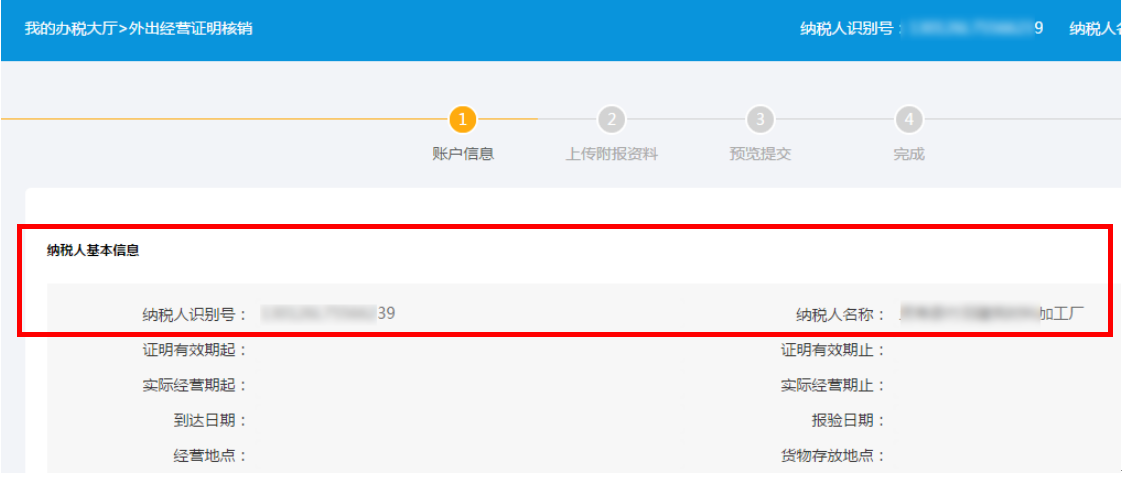 我的办税大厅>外出经营证明核销 纳税人识别号： 9 纳税人
1 2 3 4
账户信息 上传附报资料 预览提交 完成
纳税人基本信息
纳税人识别号： 39 纳税人名称： 加工厂
证明有效期起： 证明有效期止：
实际经营期起： 实际经营期止：
到达日期： 报验日期：
经营地点： 货物存放地点：